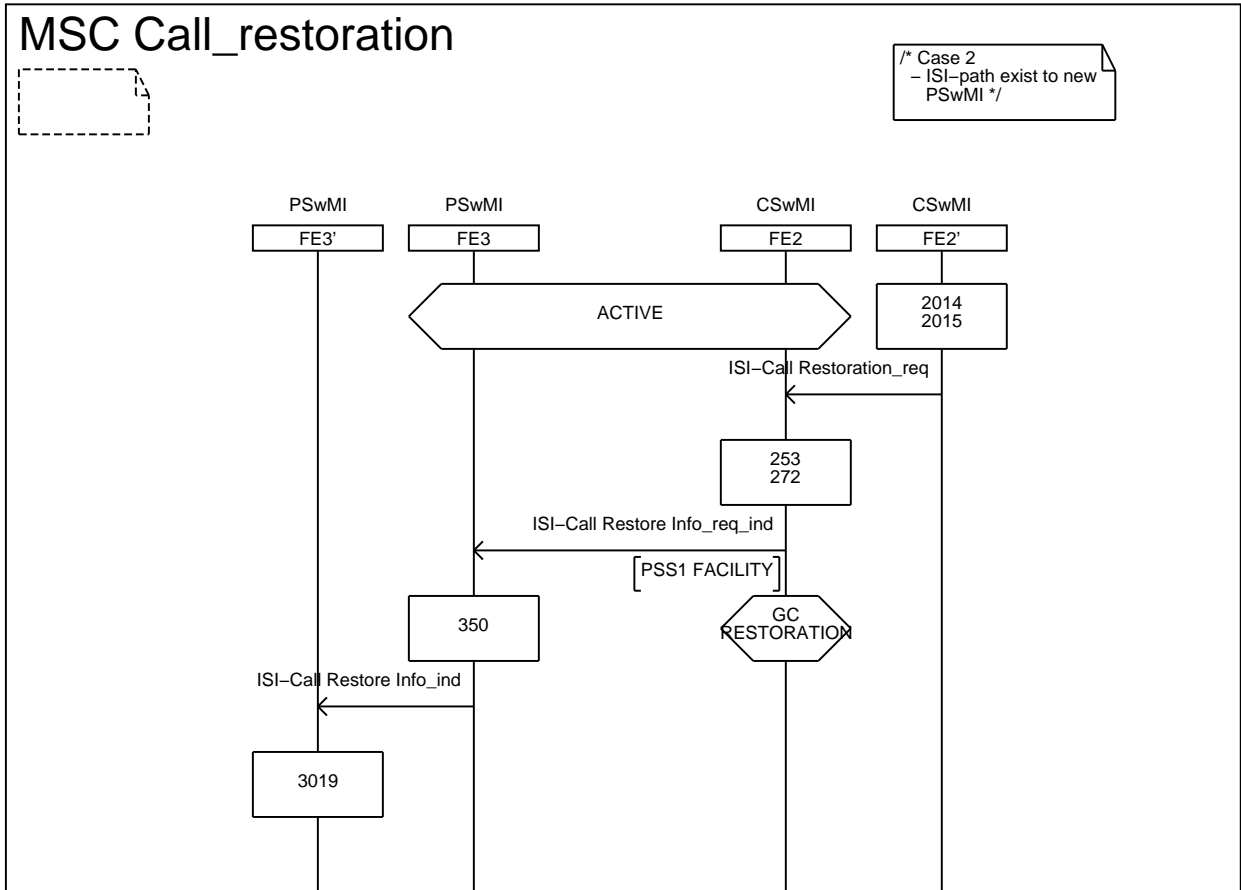 MSC Call_restoration
/* Case 2
– ISI–path exist to new
PSwMI */
PSwMI PSwMI CSwMI CSwMI
FE3' FE3 FE2 FE2'
ACTIVE
2014
2015
ISI–Call Restoration_req
253
272
ISI–Call Restore Info_req_ind
PSS1 FACILITY
350
GC
RESTORATION
ISI–Call Restore Info_ind
3019